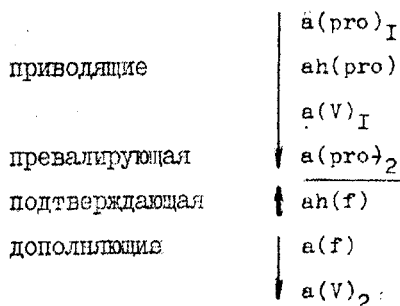 a(pro)I
приводящие ah(pro)
a(V)I
превалирующая a(pro)2
подтверждающая ah(f)
дополняющие a(f)
a(V)2